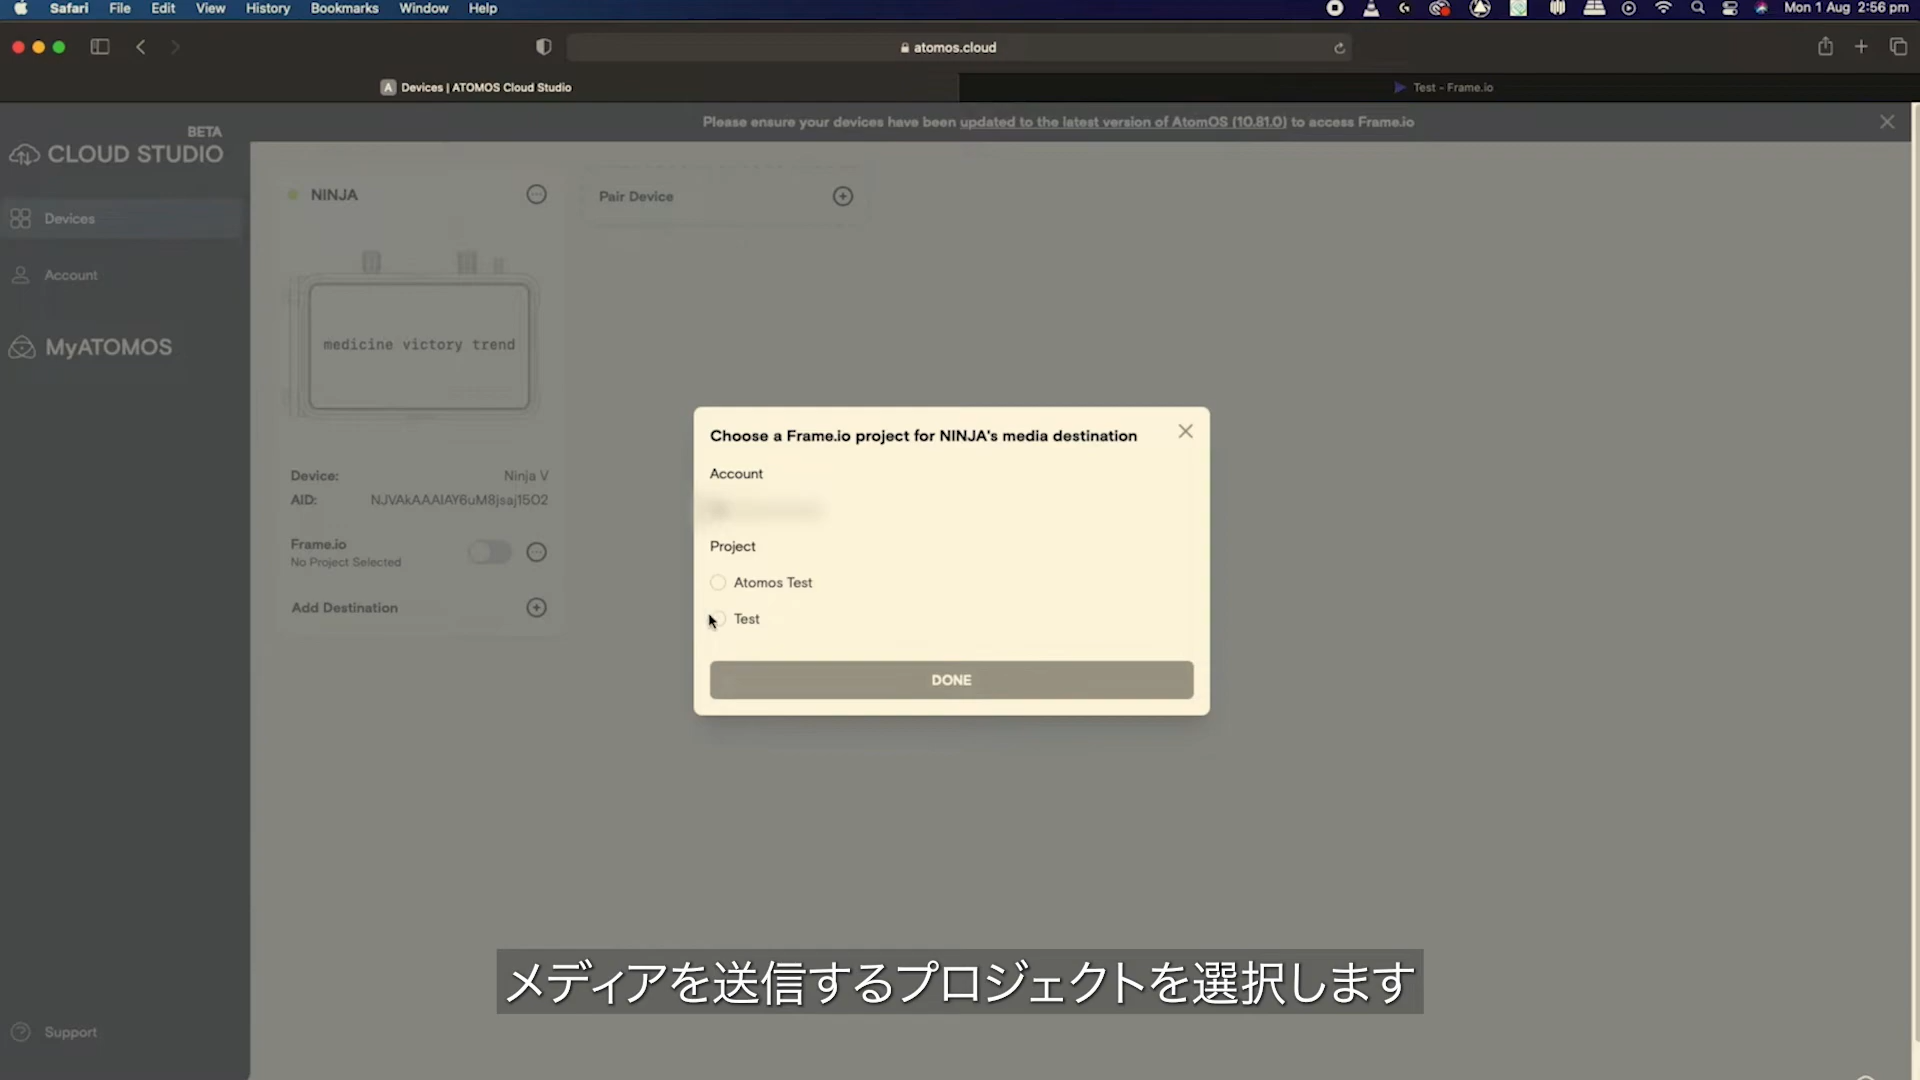 Safari File Edit View History Bookmarks Window Help
Mon 1 Aug 2:56 pm
atomos.cloud
A Devices | ATOMOS Cloud Studio
Test - Frame.io
Please ensure your devices have been updated to the latest version of AtomOS (10.81.0) to access Frame.io
BETA
CLOUD STUDIO
Devices
Account
MyATOMOS
NINJA
Pair Device
medicine victory trend
Device: Ninja V
AID: NJVAkAAAIAY6uM8jsaj15O2
Frame.io
No Project Selected
Add Destination
Choose a Frame.io project for NINJA's media destination
Account
Project
Atomos Test
Test
DONE
メディアを送信するプロジェクトを選択します
Support